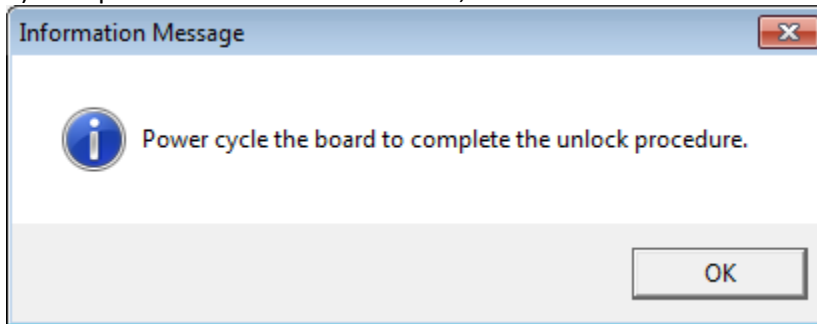 Information Message
Power cycle the board to complete the unlock procedure.
OK